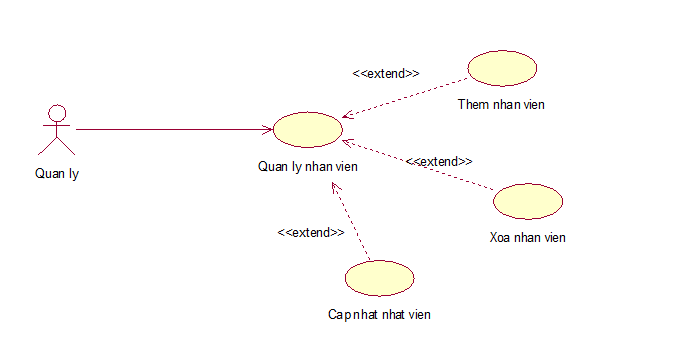 <<extend>>
Them nhan vien
Quan ly
Quan ly nhan vien
<<extend>>
Xoa nhan vien
<<extend>>
Cap nhat nhat vien